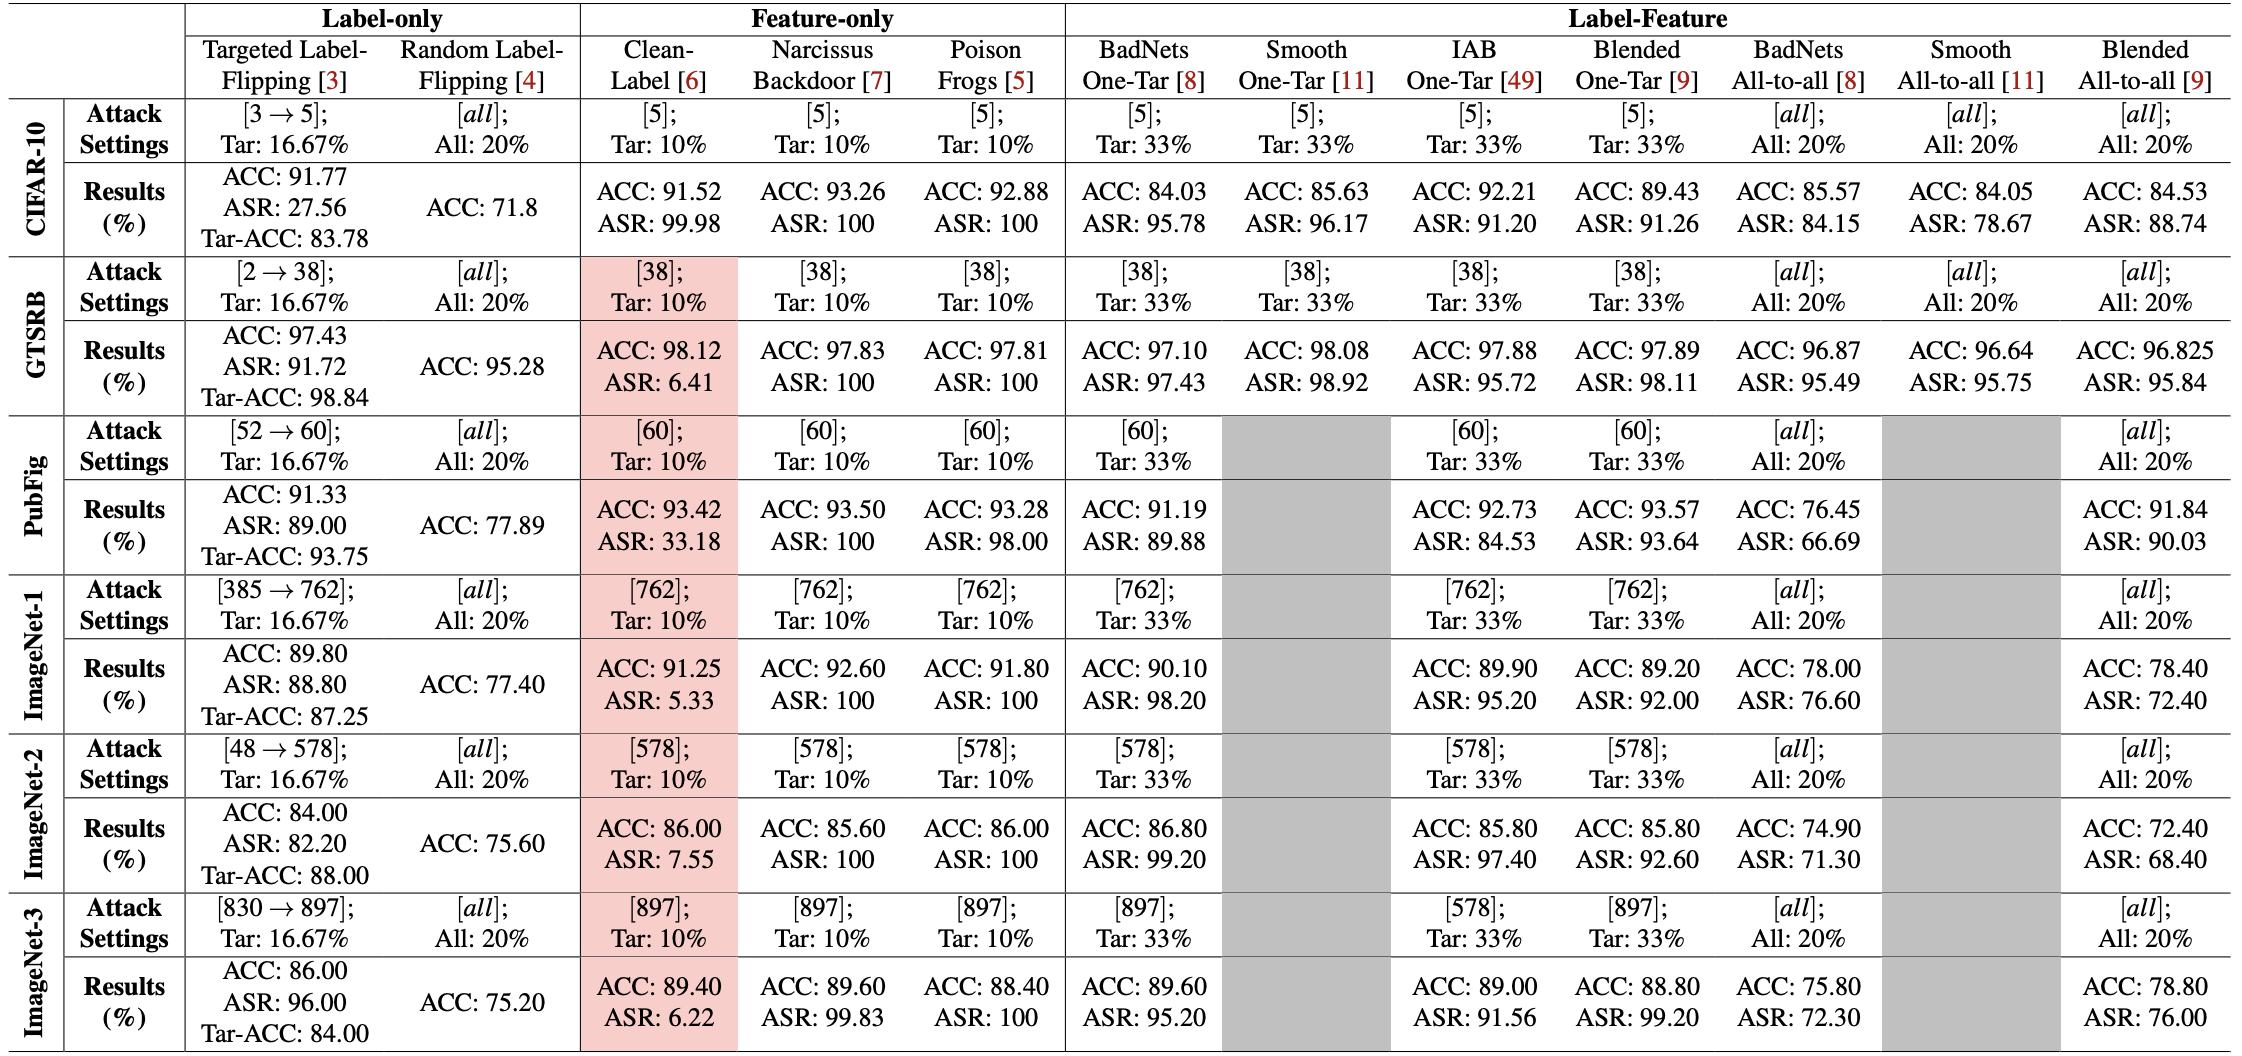 Label-only Feature-only Label-Feature
Targeted Label- Random Label- Clean- Narcissus Poison BadNets Smooth IAB Blended BadNets Smooth Blended
Flipping [3] Flipping [4] Label [6] Backdoor [7] Frogs [5] One-Tar [8] One-Tar [11] One-Tar [49] One-Tar [9] All-to-all [8] All-to-all [11] All-to-all [9]
CIFAR-10
Attack [3 → 5]; [all]; [5]; [5]; [5]; [5]; [5]; [5]; [5]; [all]; [all]; [all];
Settings Tar: 16.67% All: 20% Tar: 10% Tar: 10% Tar: 10% Tar: 33% Tar: 33% Tar: 33% Tar: 33% All: 20% All: 20% All: 20%
ACC: 91.77
Results ACC: 91.52 ACC: 93.26 ACC: 92.88 ACC: 84.03 ACC: 85.63 ACC: 92.21 ACC: 89.43 ACC: 85.57 ACC: 84.05 ACC: 84.53
ASR: 27.56 ACC: 71.8
(%) ASR: 99.98 ASR: 100 ASR: 100 ASR: 95.78 ASR: 96.17 ASR: 91.20 ASR: 91.26 ASR: 84.15 ASR: 78.67 ASR: 88.74
Tar-ACC: 83.78
GTSRB
Attack [2 → 38]; [all]; [38]; [38]; [38]; [38]; [38]; [38]; [38]; [all]; [all]; [all];
Settings Tar: 16.67% All: 20% Tar: 10% Tar: 10% Tar: 10% Tar: 33% Tar: 33% Tar: 33% Tar: 33% All: 20% All: 20% All: 20%
ACC: 97.43
Results ACC: 98.12 ACC: 97.83 ACC: 97.81 ACC: 97.10 ACC: 98.08 ACC: 97.88 ACC: 97.89 ACC: 96.87 ACC: 96.64 ACC: 96.825
ASR: 91.72 ACC: 95.28
(%) ASR: 6.41 ASR: 100 ASR: 100 ASR: 97.43 ASR: 98.92 ASR: 95.72 ASR: 98.11 ASR: 95.49 ASR: 95.75 ASR: 95.84
Tar-ACC: 98.84
PubFig
Attack [52 → 60]; [all]; [60]; [60]; [60]; [60]; [60]; [60]; [all]; [all];
Settings Tar: 16.67% All: 20% Tar: 10% Tar: 10% Tar: 10% Tar: 33% Tar: 33% Tar: 33% All: 20% All: 20%
ACC: 91.33
Results ACC: 93.42 ACC: 93.50 ACC: 93.28 ACC: 91.19 ACC: 92.73 ACC: 93.57 ACC: 76.45 ACC: 91.84
ASR: 89.00 ACC: 77.89
(%) ASR: 33.18 ASR: 100 ASR: 98.00 ASR: 89.88 ASR: 84.53 ASR: 93.64 ASR: 66.69 ASR: 90.03
Tar-ACC: 93.75
ImageNet-1
Attack [385 → 762]; [all]; [762]; [762]; [762]; [762]; [762]; [762]; [all]; [all];
Settings Tar: 16.67% All: 20% Tar: 10% Tar: 10% Tar: 10% Tar: 33% Tar: 33% Tar: 33% All: 20% All: 20%
ACC: 89.80
Results ACC: 91.25 ACC: 92.60 ACC: 91.80 ACC: 90.10 ACC: 89.90 ACC: 89.20 ACC: 78.00 ACC: 78.40
ASR: 88.80 ACC: 77.40
(%) ASR: 5.33 ASR: 100 ASR: 100 ASR: 98.20 ASR: 95.20 ASR: 92.00 ASR: 76.60 ASR: 72.40
Tar-ACC: 87.25
ImageNet-2
Attack [48 → 578]; [all]; [578]; [578]; [578]; [578]; [578]; [578]; [all]; [all];
Settings Tar: 16.67% All: 20% Tar: 10% Tar: 10% Tar: 10% Tar: 33% Tar: 33% Tar: 33% All: 20% All: 20%
ACC: 84.00
Results ACC: 86.00 ACC: 85.60 ACC: 86.00 ACC: 86.80 ACC: 85.80 ACC: 85.80 ACC: 74.90 ACC: 72.40
ASR: 82.20 ACC: 75.60
(%) ASR: 7.55 ASR: 100 ASR: 100 ASR: 99.20 ASR: 97.40 ASR: 92.60 ASR: 71.30 ASR: 68.40
Tar-ACC: 88.00
ImageNet-3
Attack [830 → 897]; [all]; [897]; [897]; [897]; [897]; [578]; [897]; [all]; [all];
Settings Tar: 16.67% All: 20% Tar: 10% Tar: 10% Tar: 10% Tar: 33% Tar: 33% Tar: 33% All: 20% All: 20%
ACC: 86.00
Results ACC: 89.40 ACC: 89.60 ACC: 88.40 ACC: 89.60 ACC: 89.00 ACC: 88.80 ACC: 75.80 ACC: 78.80
ASR: 96.00 ACC: 75.20
(%) ASR: 6.22 ASR: 99.83 ASR: 100 ASR: 95.20 ASR: 91.56 ASR: 99.20 ASR: 72.30 ASR: 76.00
Tar-ACC: 84.00